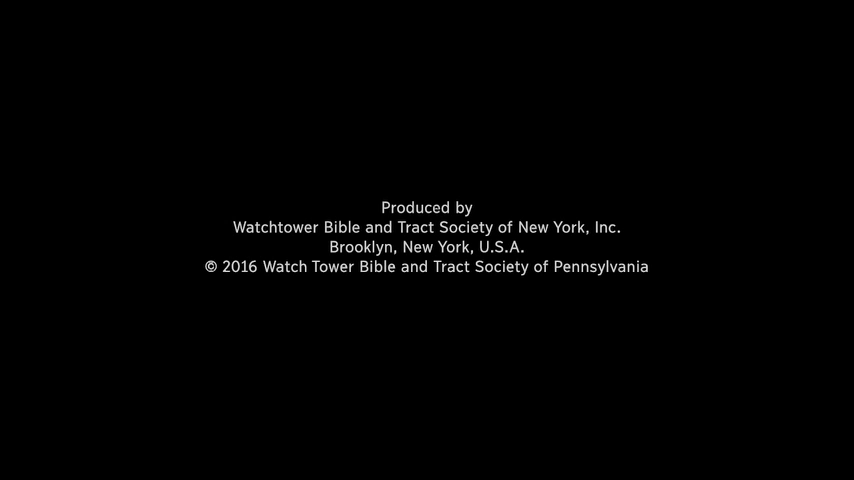 Produced by
Watchtower Bible and Tract Society of New York, Inc.
Brooklyn, New York, U.S.A.
© 2016 Watch Tower Bible and Tract Society of Pennsylvania